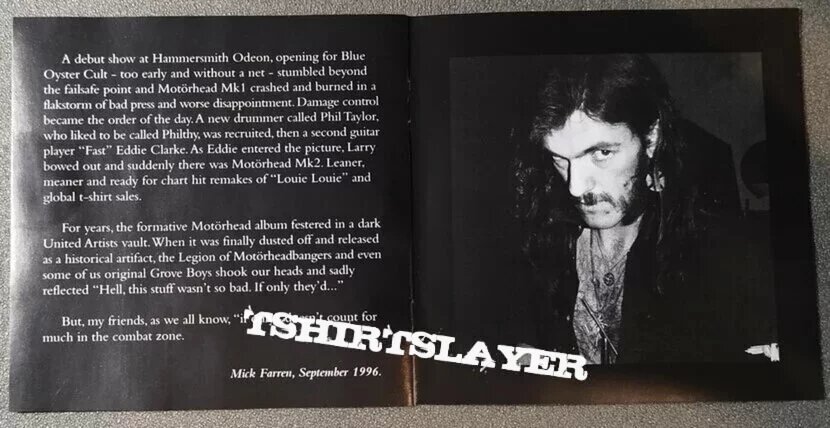 A debut show at Hammersmith Odeon, opening for Blue
Oyster Cult - too early and without a net - stumbled beyond
the failsafe point and Motörhead Mk1 crashed and burned in a
flakstorm of bad press and worse disappointment. Damage control
became the order of the day. A new drummer called Phil Taylor,
who liked to be called Philthy, was recruited, then a second guitar
player "Fast" Eddie Clarke. As Eddie entered the picture, Larry
bowed out and suddenly there was Motörhead Mk2. Leaner,
meaner and ready for chart hit remakes of "Louie Louie" and
global t-shirt sales.
For years, the formative Motörhead album festered in a dark
United Artists vault. When it was finally dusted off and released
as a historical artifact, the Legion of Motörheadbangers and even
some of us original Grove Boys shook our heads and sadly
reflected "Hell, this stuff wasn't so bad. If only they'd..."
But, my friends, as we all know, count for
much in the combat zone.
Mick Farren, September 1996.
TSHIRTSLAYER